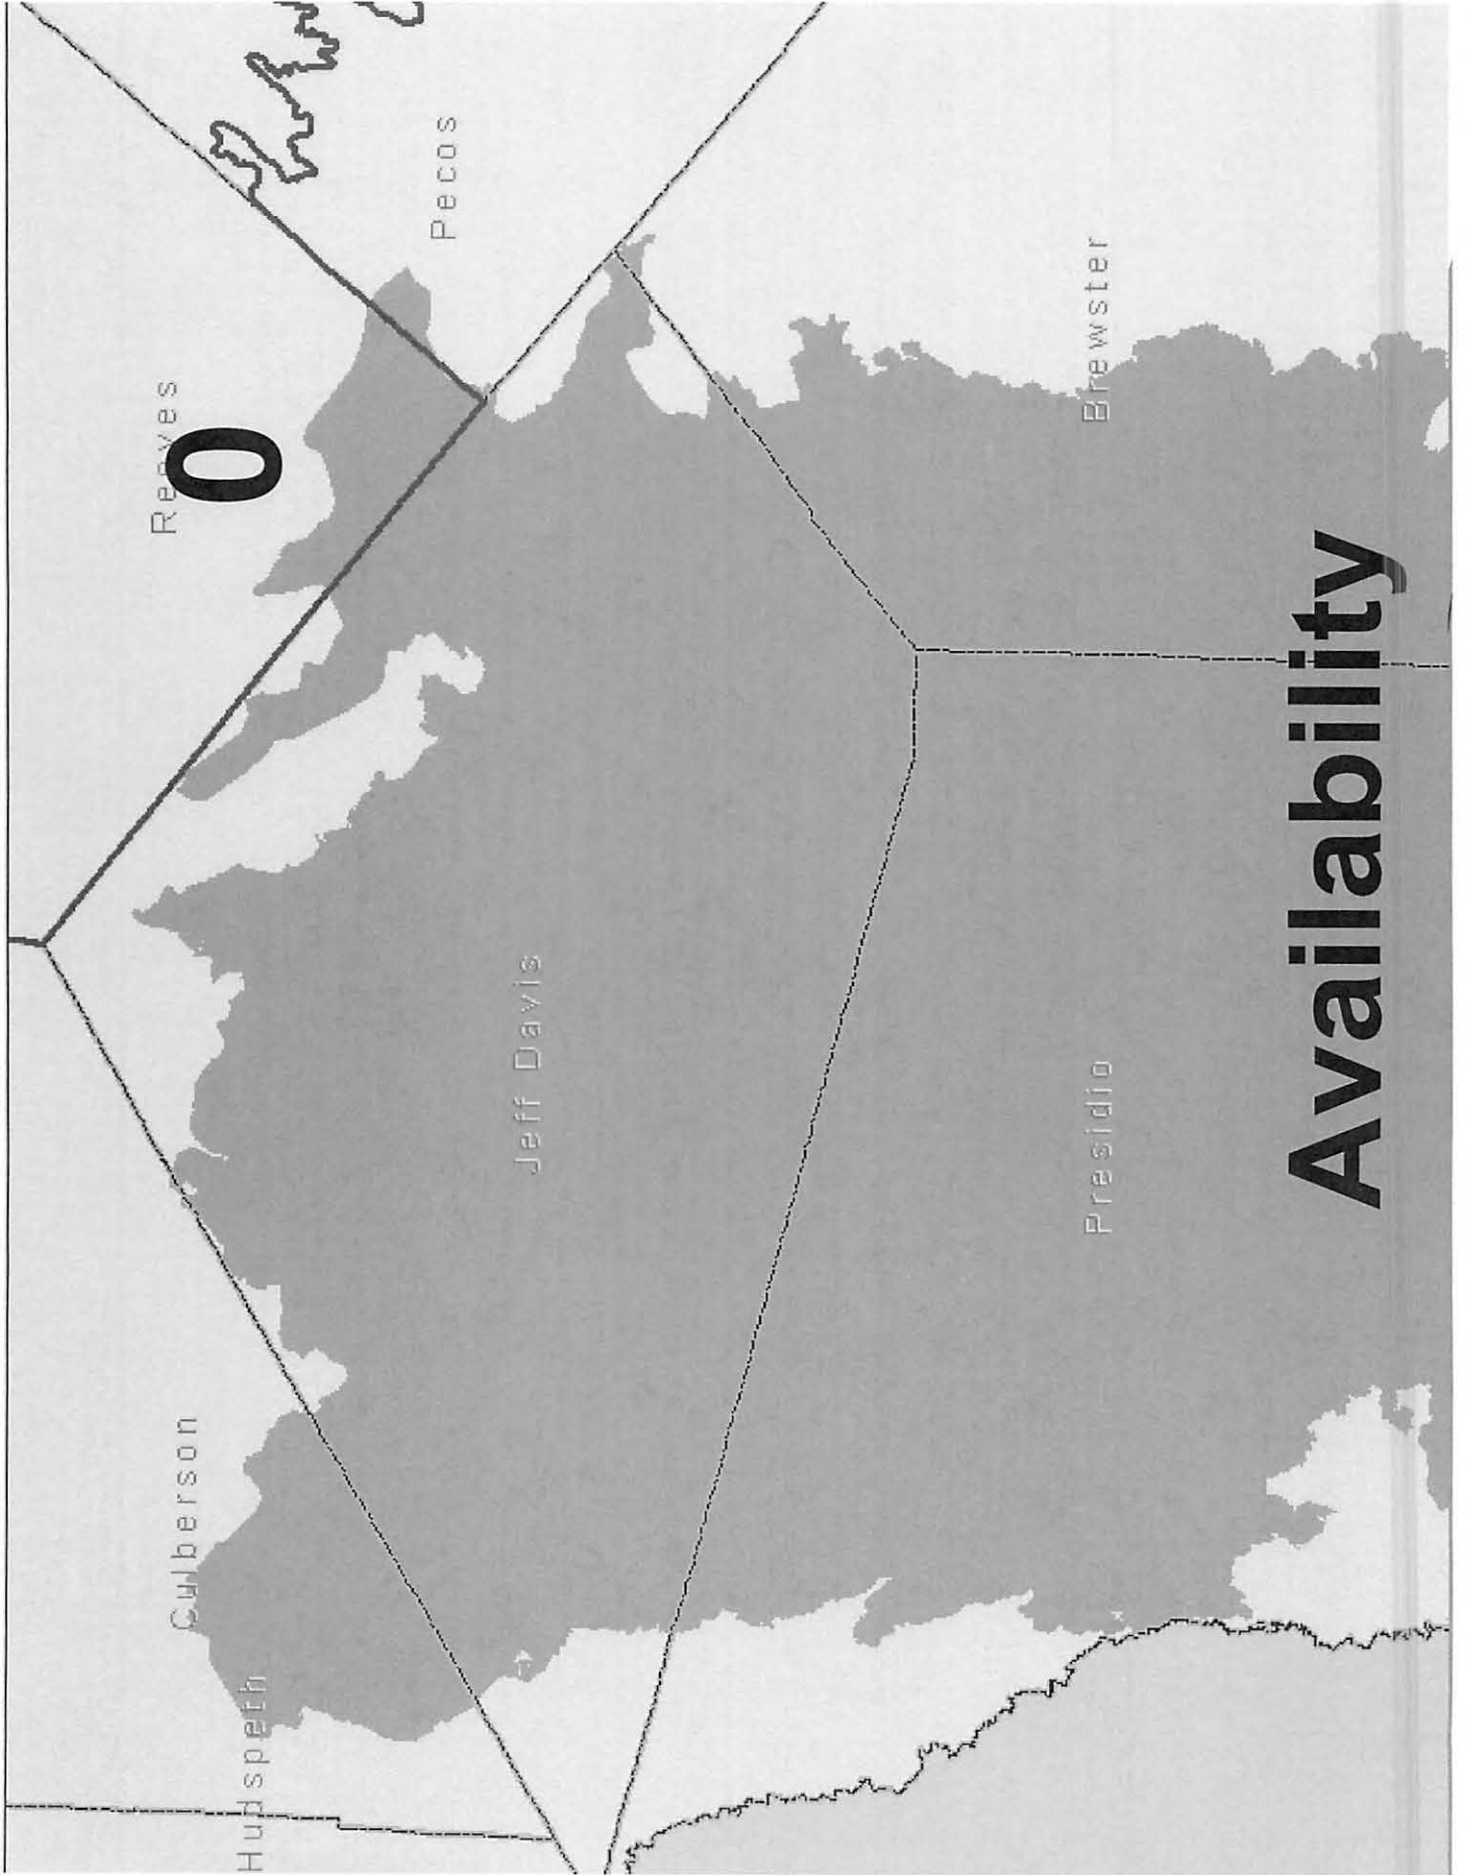 0
Reeves
Pecos
Culberson
Hudspeth
Jeff Davis
Brewster
Presidio
Availability